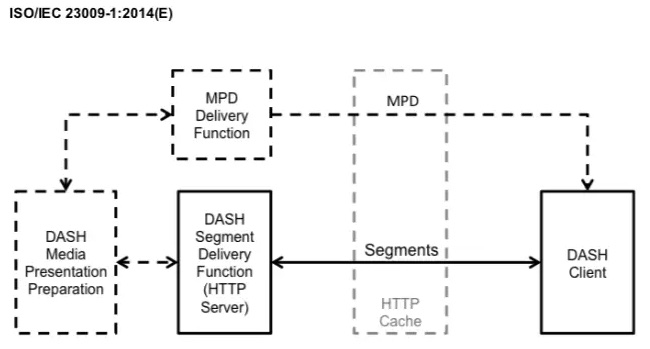 ISO/IEC 23009-1:2014(E)
MPD
Delivery
Function
MPD
DASH
Media
Presentation
Preparation
DASH
Segment
Delivery
Function
(HTTP
Server)
Segments
HTTP
Cache
DASH
Client